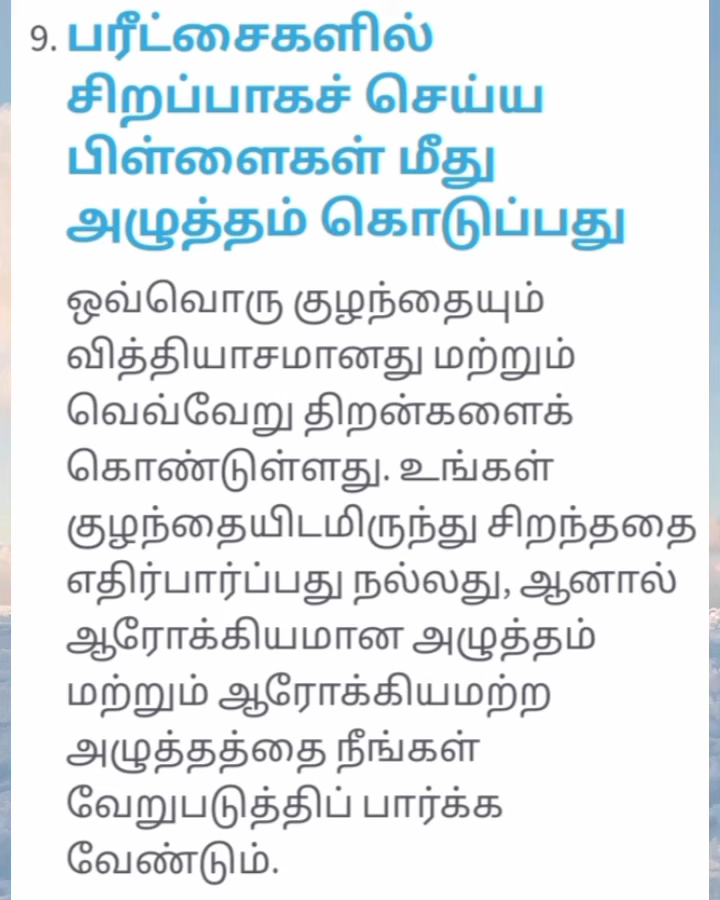 9. பரீட்சைகளில்
சிறப்பாகச் செய்ய
பிள்ளைகள் மீது
அழுத்தம் கொடுப்பது
ஒவ்வொரு குழந்தையும்
வித்தியாசமானது மற்றும்
வெவ்வேறு திறன்களைக்
கொண்டுள்ளது. உங்கள்
குழந்தையிடமிருந்து சிறந்ததை
எதிர்பார்ப்பது நல்லது, ஆனால்
ஆரோக்கியமான அழுத்தம்
மற்றும் ஆரோக்கியமற்ற
அழுத்தத்தை நீங்கள்
வேறுபடுத்திப் பார்க்க
வேண்டும்.